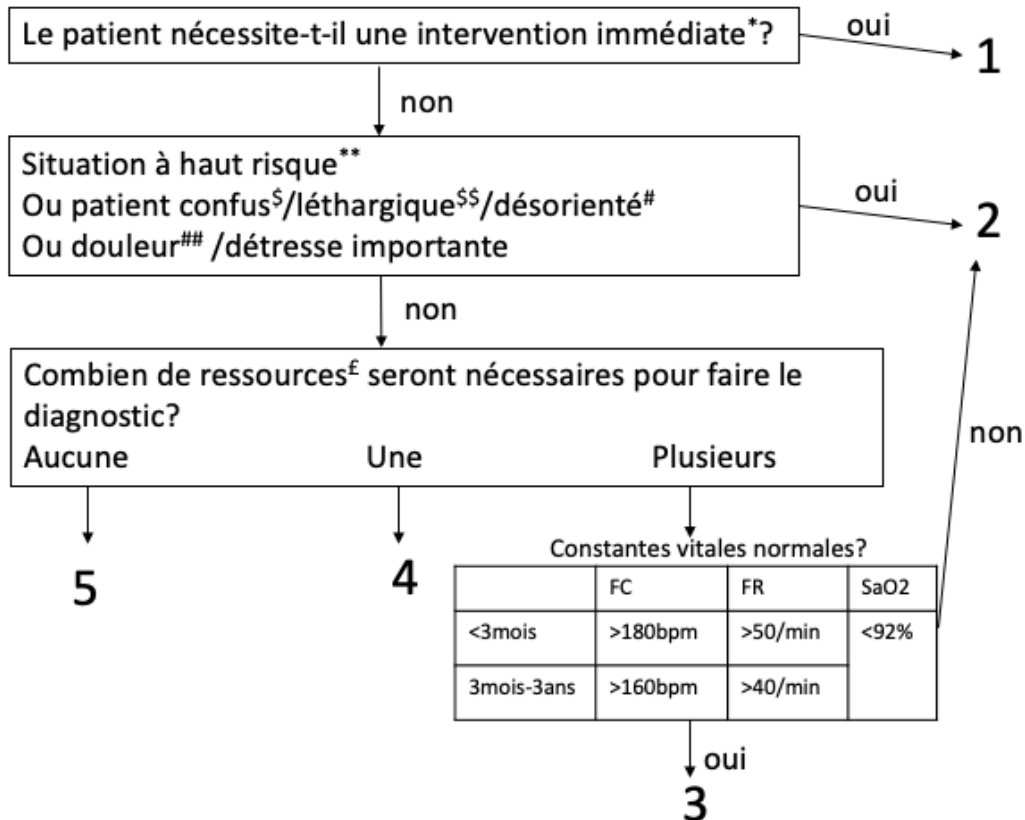 Le patient nécessite-t-il une intervention immédiate*?
oui
1
non
Situation à haut risque**
Ou patient confus$/léthargique$$/désorienté#
Ou douleur## /détresse importante
oui
2
non
Combien de ressources£ seront nécessaires pour faire le
diagnostic?
Aucune Une Plusieurs
non
5
4
Constantes vitales normales?
FC FR SaO2
<3mois >180bpm >50/min <92%
3mois-3ans >160bpm >40/min
oui
3